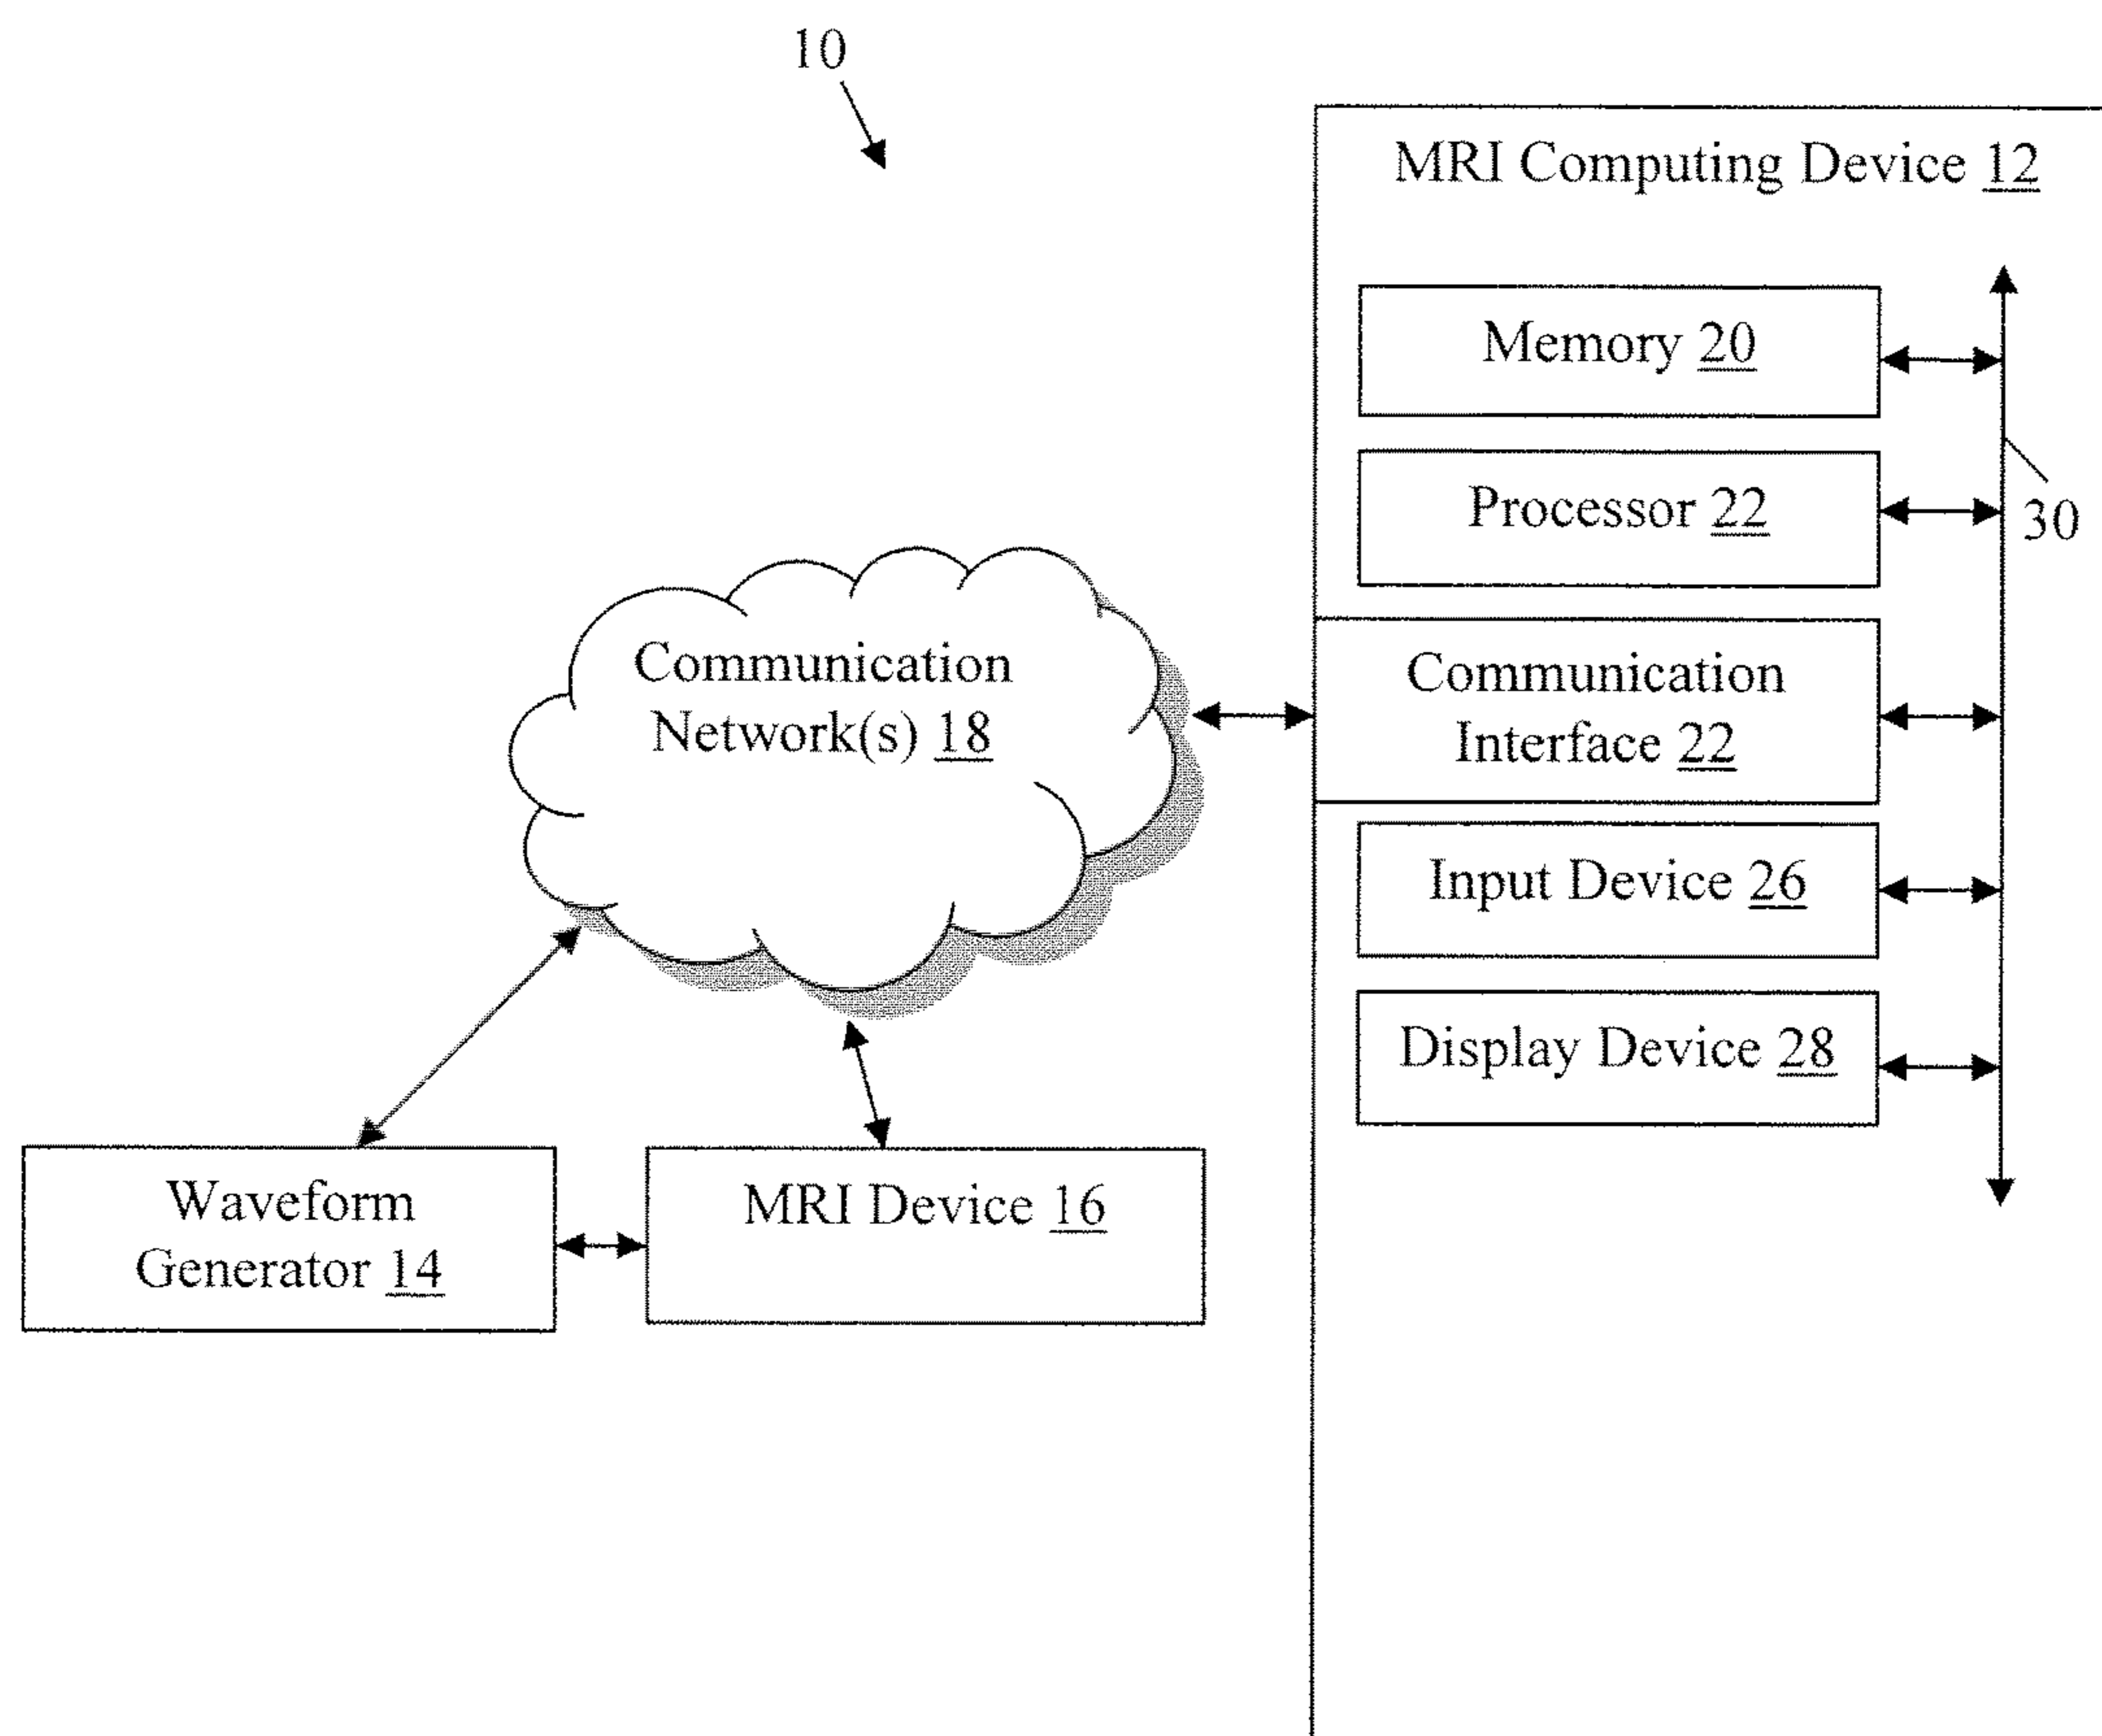 10
MRI Computing Device 12
Memory 20
Processor 22
30
Communication
Interface 22
Input Device 26
Display Device 28
Communication
Network(s) 18
Waveform
Generator 14
MRI Device 16